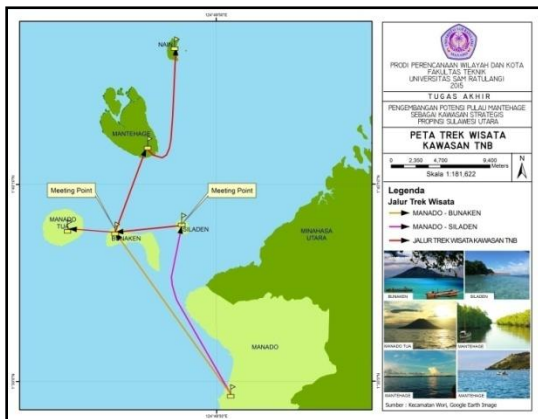 NAIN
MANTEHAGE
Meeting Point
Meeting Point
MANADO
TUA
BUNAKEN
SILADEN
MINAHASA
UTARA
MANADO
PRODI PERENCANAAN WILAYAH DAN KOTA
FAKULTAS TEKNIK
UNIVERSITAS SAM RATULANGI
2015
TUGAS AKHIR
PENGEMBANGAN POTENSI PULAU MANTEHAGE
SEBAGAI KAWASAN STRATEGIS
PROPINSI SULAWESI UTARA
PETA TREK WISATA
KAWASAN TNB
0 2,350 4,700 9,400
Meters
Skala 1:181,622
N
Legenda
Jalur Trek Wisata
MANADO - BUNAKEN
MANADO - SILADEN
JALUR TREK WISATA KAWASAN TNB
BUNAKEN
SILADEN
MANADO TUA
MANTEHAGE
MANTEHAGE
MANTEHAGE
Sumber : Kecamatan Wori, Google Earth Image